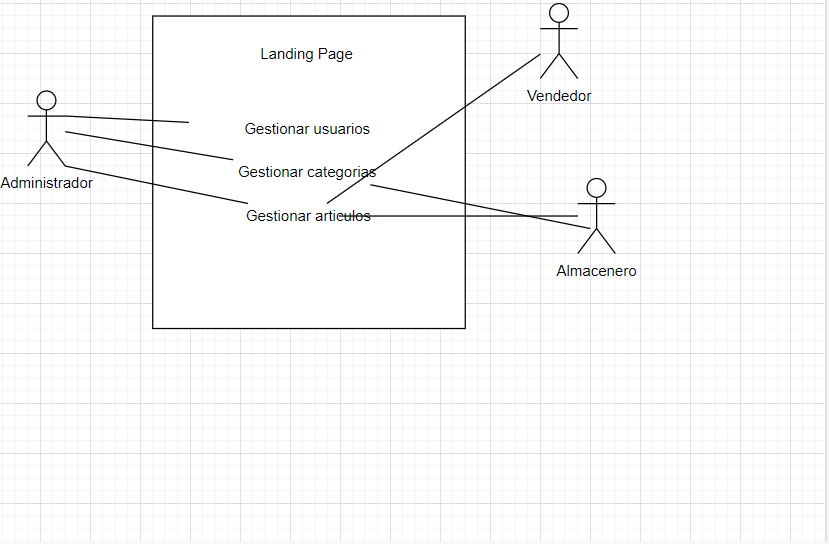 Landing Page
Vendedor
Gestionar usuarios
Gestionar categorias
Administrador
Gestionar articulos
Almacenero